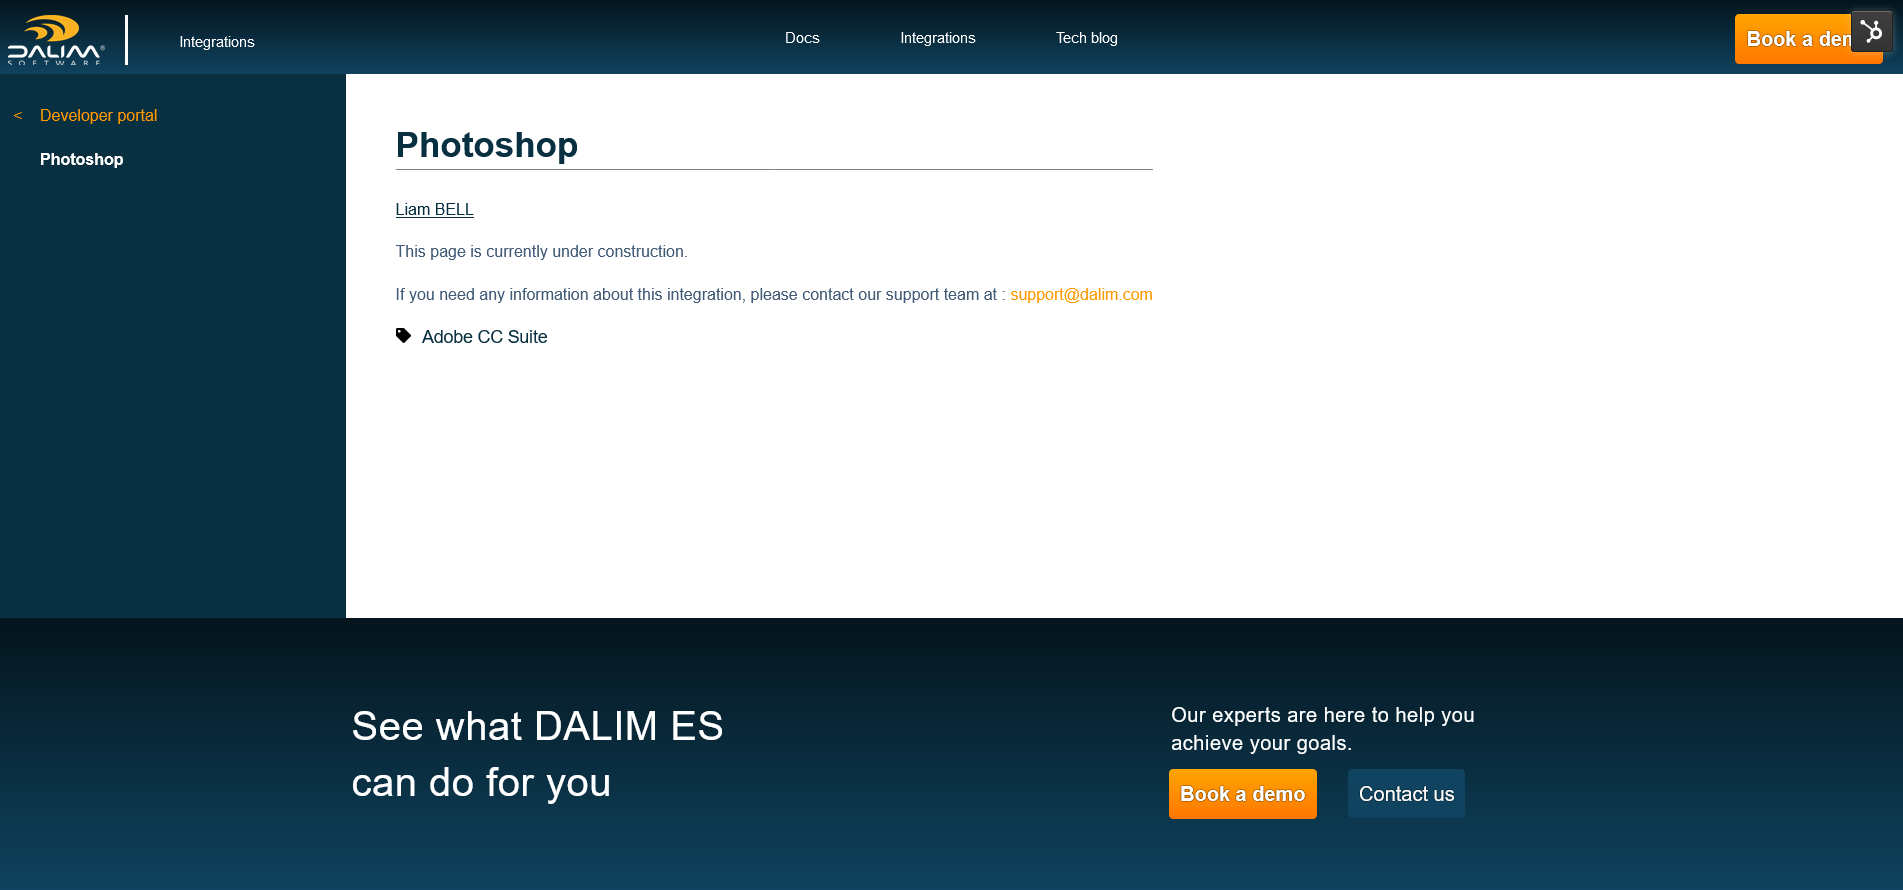 DALIM®
SOFTWARE
Integrations
Docs
Integrations
Tech blog
Book a
< Developer portal
Photoshop
Photoshop
Liam BELL
This page is currently under construction.
If you need any information about this integration, please contact our support team at : support@dalim.com
Adobe CC Suite
See what DALIM ES
can do for you
Our experts are here to help you
achieve your goals.
Book a demo
Contact us